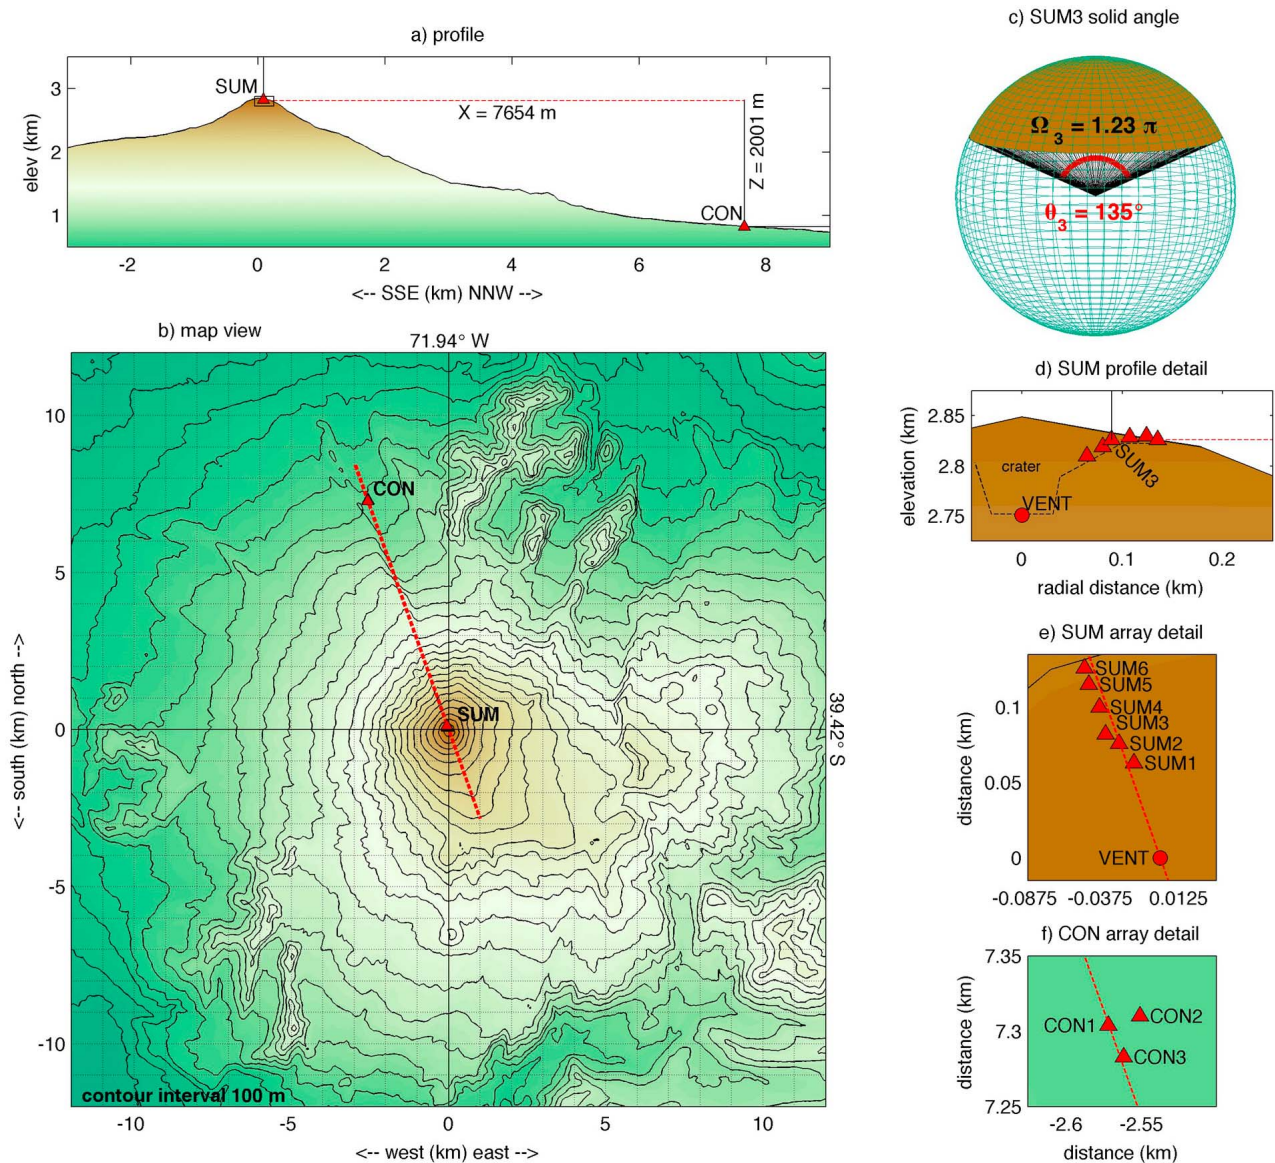 a) profile
elev (km)
3
2
1
SUM
X = 7654 m
Z = 2001 m
CON
-2
0
2
4
6
8
<-- SSE (km) NNW -->
b) map view
71.94° W
10
5
0
-5
-10
<-- south (km) north -->
CON
SUM
39.42° S
contour interval 100 m
-10
-5
0
5
10
<-- west (km) east -->
c) SUM3 solid angle
Ω3 = 1.23 π
θ3 = 135°
d) SUM profile detail
elevation (km)
2.85
2.8
2.75
crater
SUM3
VENT
0
0.1
0.2
radial distance (km)
e) SUM array detail
distance (km)
0.1
0.05
0
SUM6
SUM5
SUM4
SUM3
SUM2
SUM1
VENT
-0.0875 -0.0375 0.0125
f) CON array detail
distance (km)
7.35
7.3
7.25
CON1
CON2
CON3
-2.6
-2.55
distance (km)